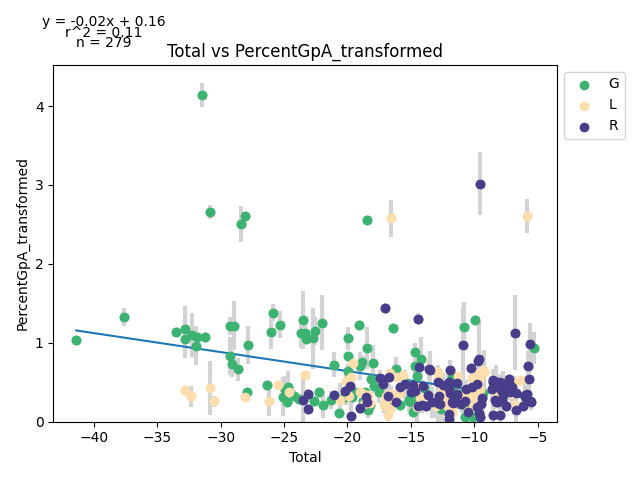 y = -0.02x + 0.16
r^2 = 0.11
n = 279
Total vs PercentGpA_transformed
G
L
R
PercentGpA_transformed
4
3
2
1
0
−40 −35 −30 −25 −20 −15 −10 −5
Total